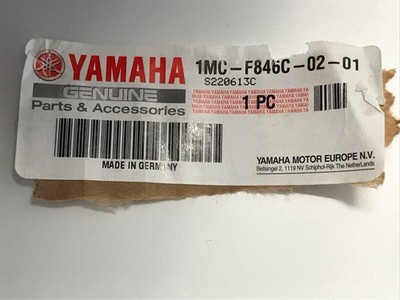 YAMAHA
GENUINE
Parts & Accessories
1MC-F846C-02-01
S220613C
1 PC
MADE IN GERMANY
YAMAHA MOTOR EUROPE N.V.
Beisingel 2, 1119 NV Schiphol-Rijk The Netherlands